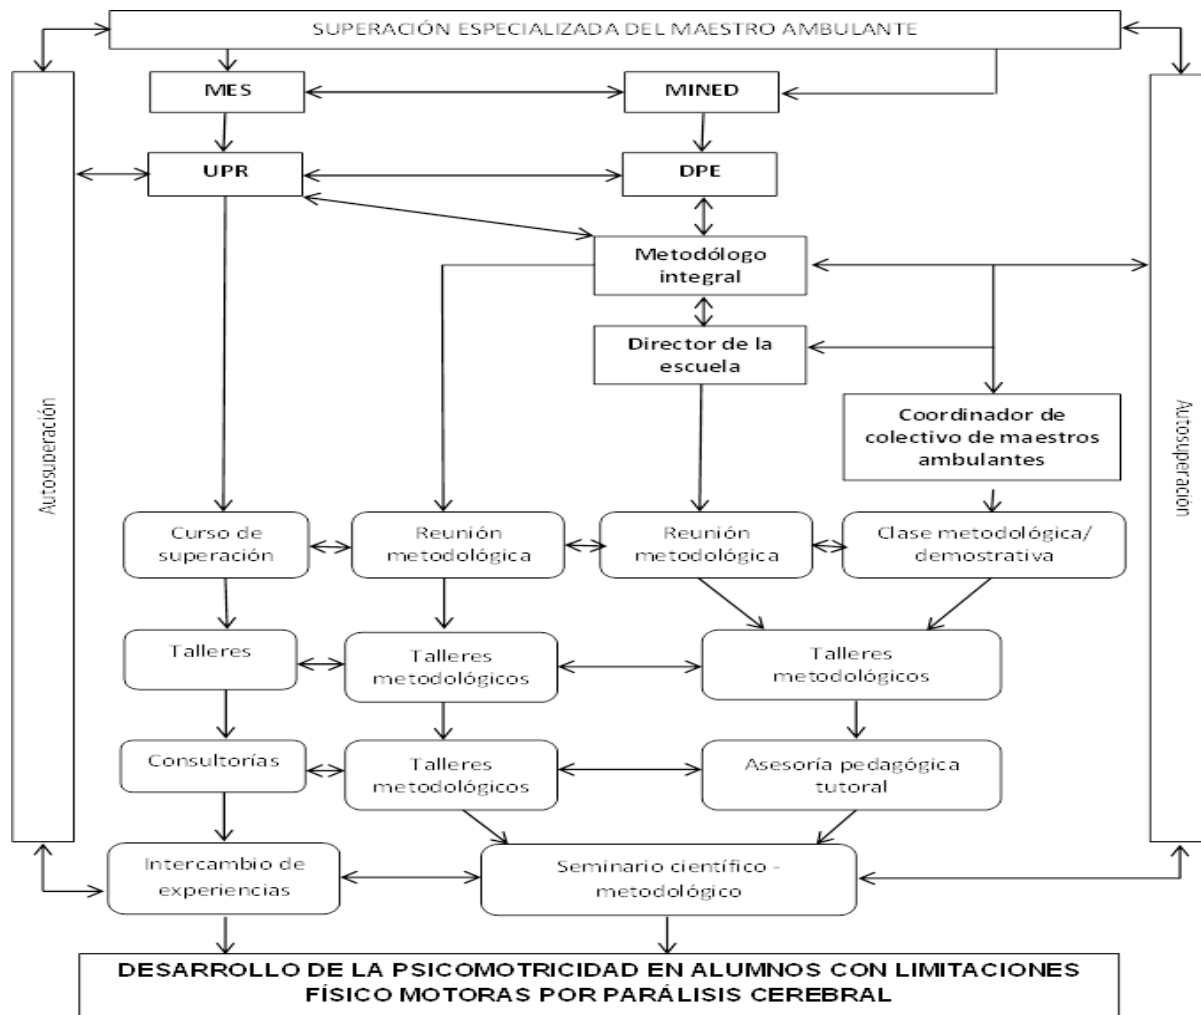 SUPERACIÓN ESPECIALIZADA DEL MAESTRO AMBULANTE
MES
MINED
UPR
DPE
Metodólogo
integral
Director de la
escuela
Autosuperación
Coordinador de
colectivo de maestros
ambulantes
Autosuperación
Curso de
superación
Reunión
metodológica
Reunión
metodológica
Clase metodológica/
demostrativa
Talleres
Talleres
metodológicos
Talleres
metodológicos
Consultorías
Talleres
metodológicos
Asesoría pedagógica
tutoral
Intercambio de
experiencias
Seminario científico -
metodológico
DESARROLLO DE LA PSICOMOTRICIDAD EN ALUMNOS CON LIMITACIONES
FÍSICO MOTORAS POR PARÁLISIS CEREBRAL